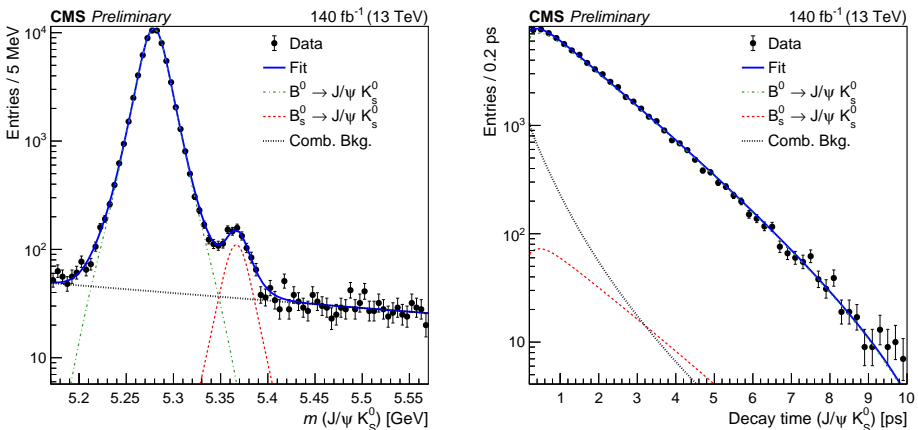 CMS Preliminary 140 fb⁻¹ (13 TeV)
Entries / 5 MeV
10⁴
10³
10²
10
Data
Fit
B⁰ → J/ψ K⁰ₛ
B⁰ₛ → J/ψ K⁰ₛ
Comb. Bkg.
5.2 5.25 5.3 5.35 5.4 5.45 5.5 5.55
m (J/ψ K⁰ₛ) [GeV]
CMS Preliminary 140 fb⁻¹ (13 TeV)
Entries / 0.2 ps
10³
10²
10
Data
Fit
B⁰ → J/ψ K⁰ₛ
B⁰ₛ → J/ψ K⁰ₛ
Comb. Bkg.
1 2 3 4 5 6 7 8 9 10
Decay time (J/ψ K⁰ₛ) [ps]